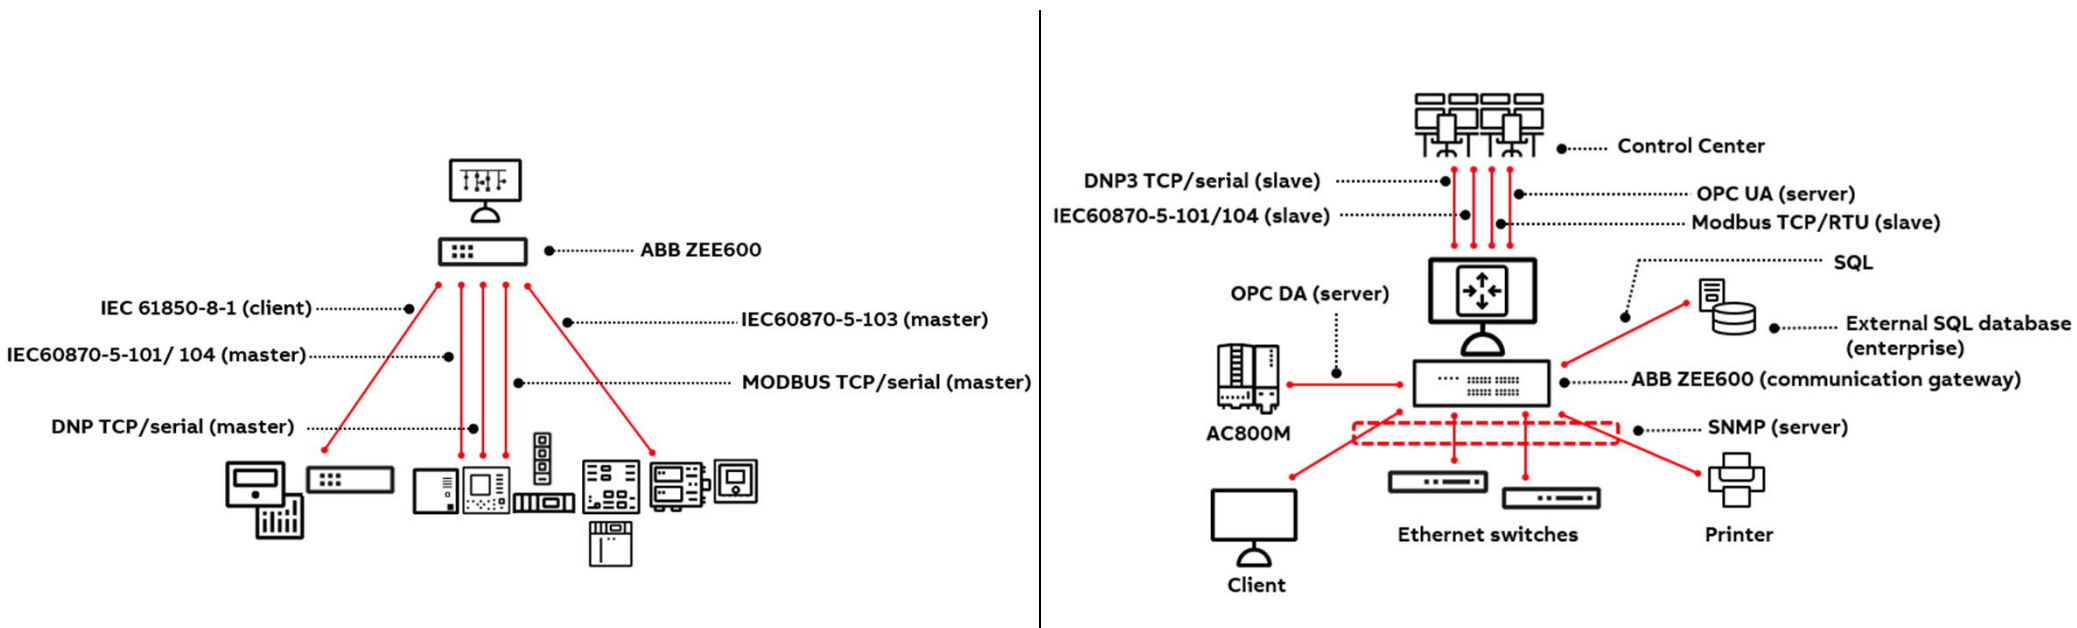 ABB ZEE600
IEC 61850-8-1 (client)
IEC60870-5-103 (master)
IEC60870-5-101/ 104 (master)
MODBUS TCP/serial (master)
DNP TCP/serial (master)
Control Center
DNP3 TCP/serial (slave)
OPC UA (server)
IEC60870-5-101/104 (slave)
Modbus TCP/RTU (slave)
SQL
OPC DA (server)
External SQL database
(enterprise)
ABB ZEE600 (communication gateway)
AC800M
SNMP (server)
Ethernet switches
Printer
Client